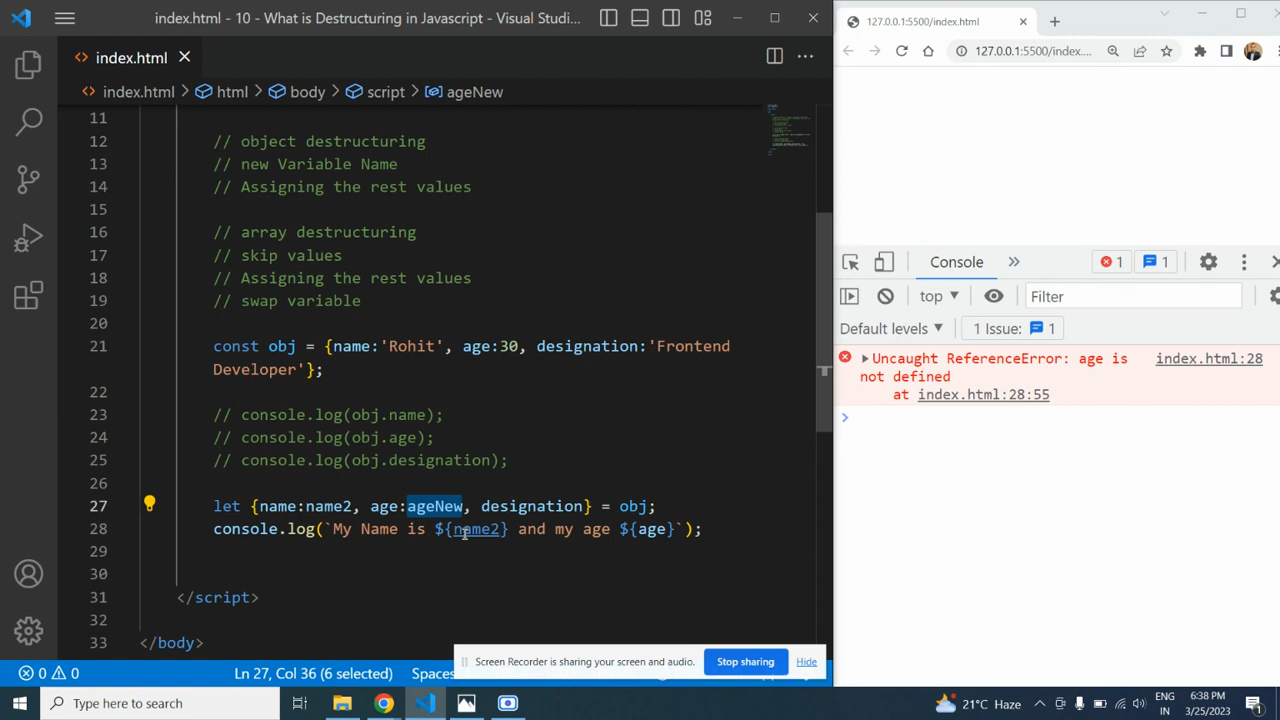 index.html - 10 - What is Destructuring in Javascript - Visual Studi...
index.html
index.html > html > body > script > ageNew
11
12 // object destructuring
13 // new Variable Name
14 // Assigning the rest values
15
16 // array destructuring
17 // skip values
18 // Assigning the rest values
19 // swap variable
20
21 const obj = {name:'Rohit', age:30, designation:'Frontend
Developer'};
22
23 // console.log(obj.name);
24 // console.log(obj.age);
25 // console.log(obj.designation);
26
27 let {name:name2, age:ageNew, designation} = obj;
28 console.log(`My Name is ${name2} and my age ${age}`);
29
30
31 </script>
32
33 </body>
0 0 Ln 27, Col 36 (6 selected) Spaces
Screen Recorder is sharing your screen and audio. Stop sharing Hide
127.0.0.1:5500/index.html
127.0.0.1:5500/index....
Console » 1 1
top Filter
Default levels 1 Issue: 1
Uncaught ReferenceError: age is index.html:28
not defined
at index.html:28:55
Type here to search
21°C Haze ENG 6:38 PM
IN 3/25/2023 1